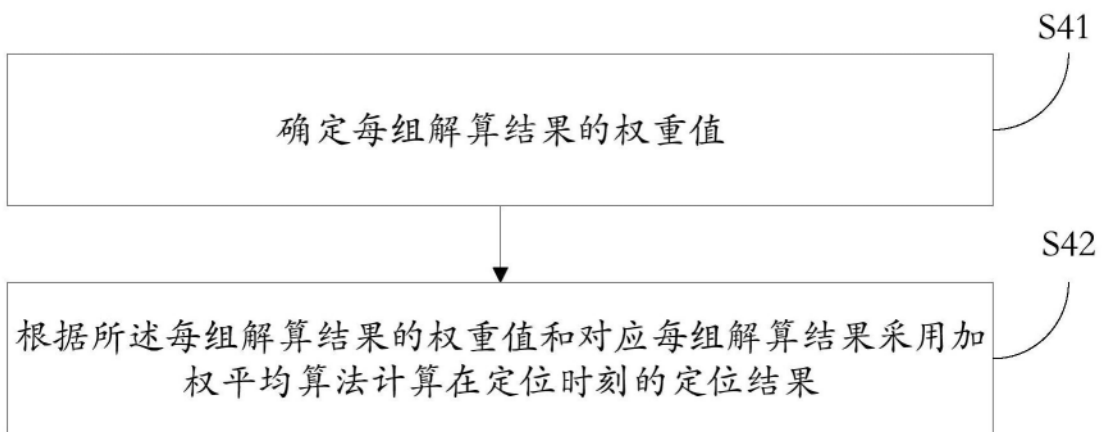 S41
确定每组解算结果的权重值
S42
根据所述每组解算结果的权重值和对应每组解算结果采用加
权平均算法计算在定位时刻的定位结果